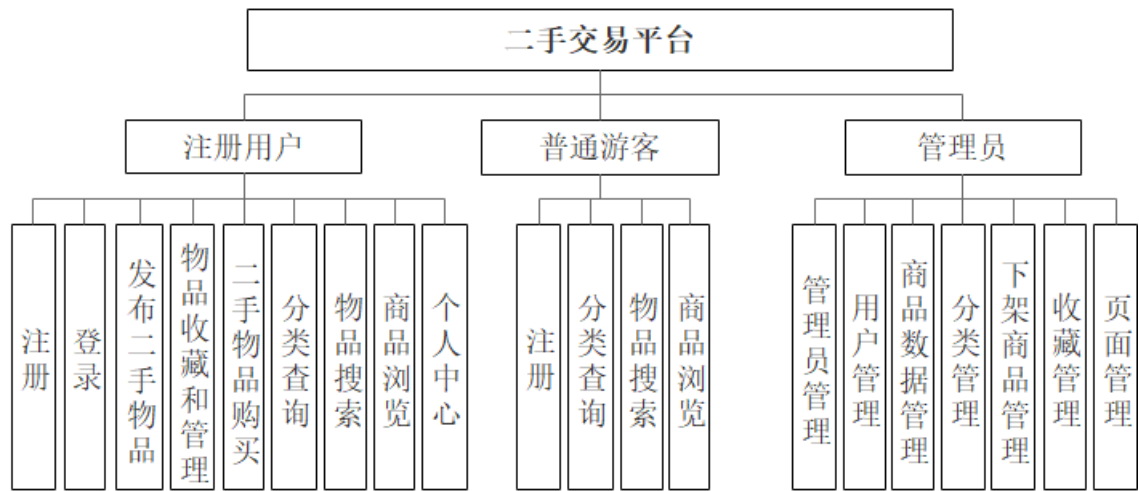 二手交易平台
注册用户
普通游客
管理员
注册
登录
发布二手物品
物品收藏和管理
二手物品购买
分类查询
物品搜索
商品浏览
个人中心
注册
分类查询
物品搜索
商品浏览
管理员管理
用户管理
商品数据管理
分类管理
下架商品管理
收藏管理
页面管理